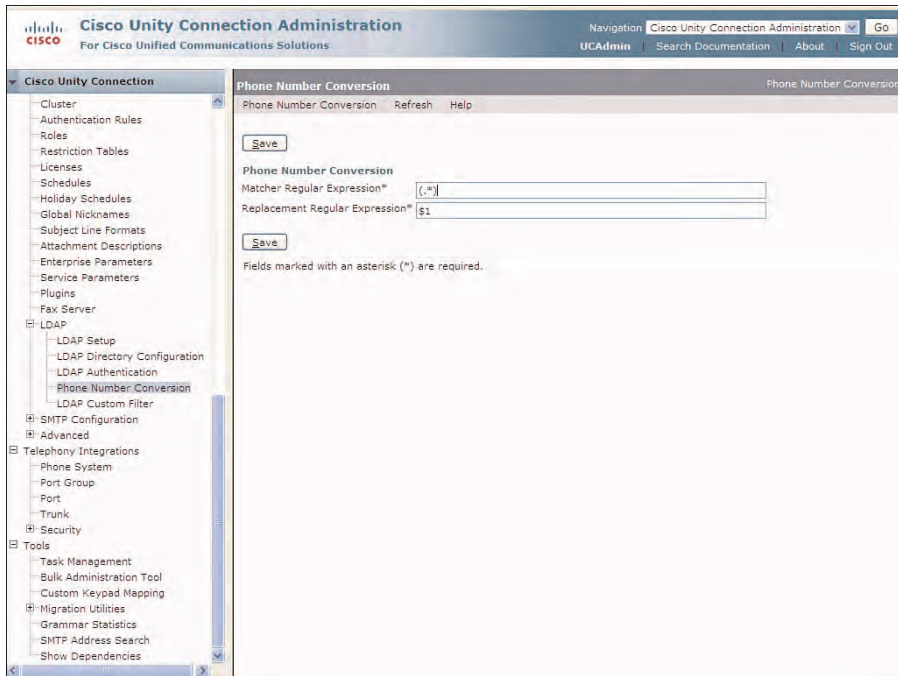 cisco
Cisco Unity Connection Administration
For Cisco Unified Communications Solutions
Navigation Cisco Unity Connection Administration Go
UCAdmin | Search Documentation | About | Sign Out
Cisco Unity Connection
Cluster
Authentication Rules
Roles
Restriction Tables
Licenses
Schedules
Holiday Schedules
Global Nicknames
Subject Line Formats
Attachment Descriptions
Enterprise Parameters
Service Parameters
Plugins
Fax Server
LDAP
LDAP Setup
LDAP Directory Configuration
LDAP Authentication
Phone Number Conversion
LDAP Custom Filter
SMTP Configuration
Advanced
Telephony Integrations
Phone System
Port Group
Port
Trunk
Security
Tools
Task Management
Bulk Administration Tool
Custom Keypad Mapping
Migration Utilities
Grammar Statistics
SMTP Address Search
Show Dependencies
Phone Number Conversion Phone Number Conversion
Phone Number Conversion Refresh Help
Save
Phone Number Conversion
Matcher Regular Expression* (.*)
Replacement Regular Expression* $1
Save
Fields marked with an asterisk (*) are required.